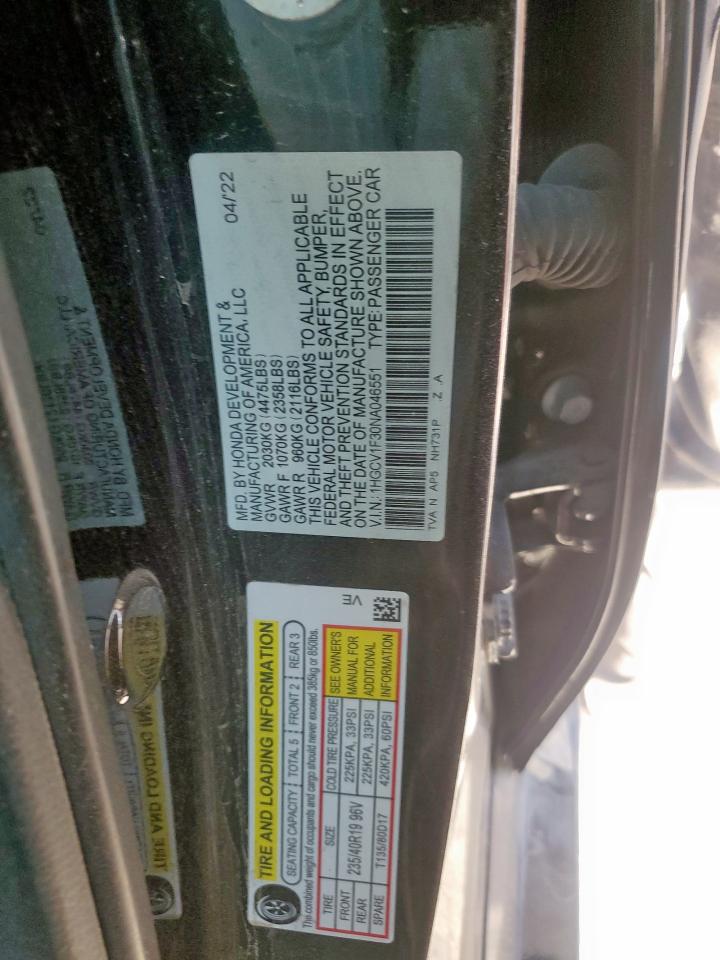 MFD. BY HONDA DEVELOPMENT &
MANUFACTURING OF AMERICA, LLC 04/22
GVWR 2030KG (4475LBS)
GAWR F 1070KG (2358LBS)
GAWR R 960KG (2116LBS)
THIS VEHICLE CONFORMS TO ALL APPLICABLE
FEDERAL MOTOR VEHICLE SAFETY, BUMPER,
AND THEFT PREVENTION STANDARDS IN EFFECT
ON THE DATE OF MANUFACTURE SHOWN ABOVE.
V.I.N.: 1HGCV1F30NA046551 TYPE: PASSENGER CAR
TVA N AP5 NH731P .Z .A
TIRE AND LOADING INFORMATION
SEATING CAPACITY TOTAL 5 FRONT 2 REAR 3
The combined weight of occupants and cargo should never exceed 385kg or 850lbs.
TIRE SIZE COLD TIRE PRESSURE SEE OWNER'S
MANUAL FOR
ADDITIONAL
INFORMATION
FRONT 235/40R19 96V 225KPA, 33PSI
REAR 225KPA, 33PSI
SPARE T135/80D17 420KPA, 60PSI